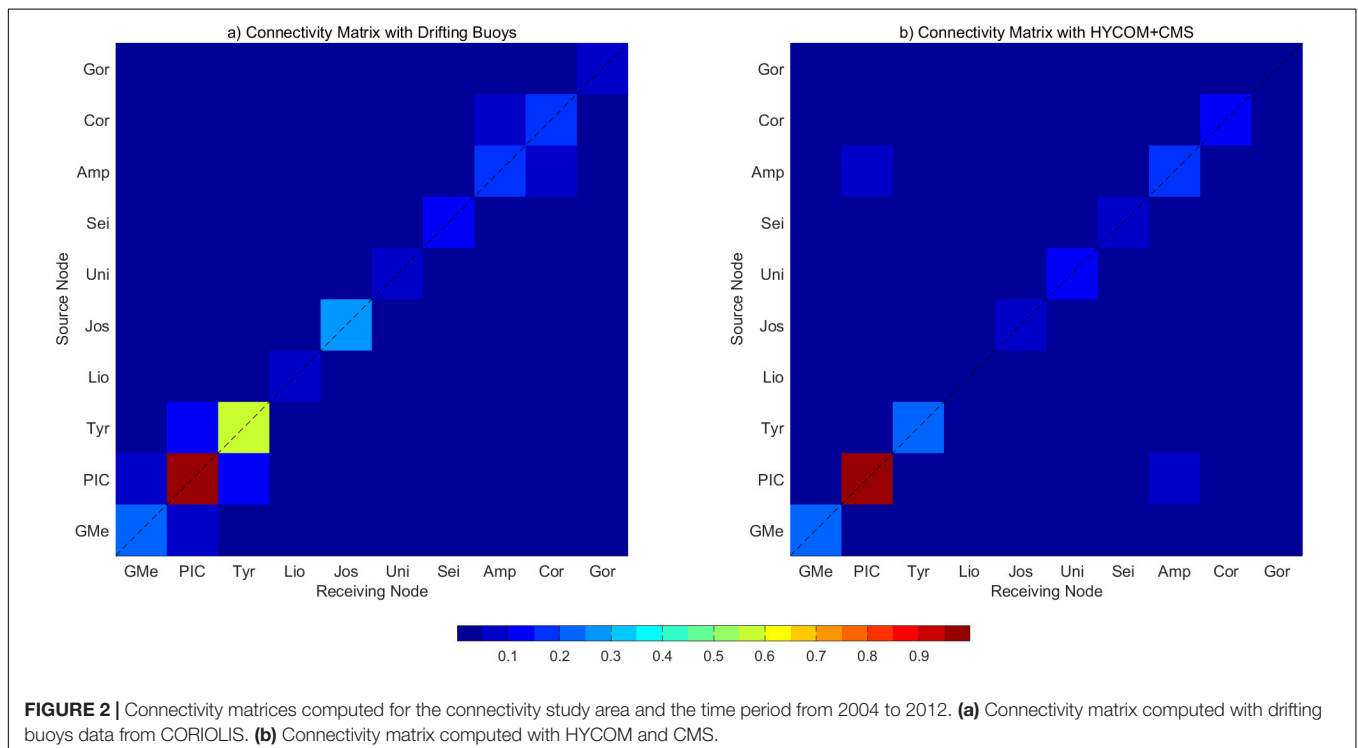 a) Connectivity Matrix with Drifting Buoys
Gor
Cor
Amp
Sei
Uni
Jos
Lio
Tyr
PIC
GMe
Source Node
GMe PIC Tyr Lio Jos Uni Sei Amp Cor Gor
Receiving Node
b) Connectivity Matrix with HYCOM+CMS
Gor
Cor
Amp
Sei
Uni
Jos
Lio
Tyr
PIC
GMe
Source Node
GMe PIC Tyr Lio Jos Uni Sei Amp Cor Gor
Receiving Node
0.1 0.2 0.3 0.4 0.5 0.6 0.7 0.8 0.9
FIGURE 2 | Connectivity matrices computed for the connectivity study area and the time period from 2004 to 2012. (a) Connectivity matrix computed with drifting
buoys data from CORIOLIS. (b) Connectivity matrix computed with HYCOM and CMS.